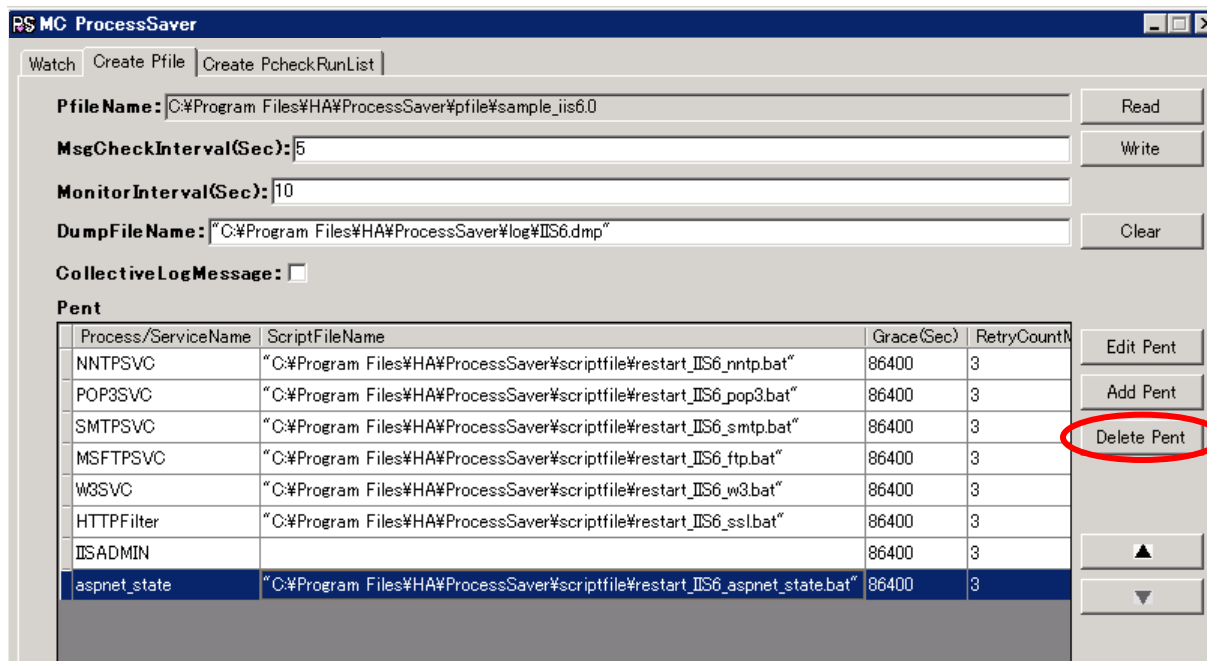 MC ProcessSaver
Watch Create Pfile Create PcheckRunList
PfileName: C:¥Program Files¥HA¥ProcessSaver¥pfile¥sample_iis6.0 Read
MsgCheckInterval(Sec): 5 Write
MonitorInterval(Sec): 10
DumpFileName: "C:¥Program Files¥HA¥ProcessSaver¥log¥IIS6.dmp" Clear
CollectiveLogMessage:
Pent
Process/ServiceName ScriptFileName Grace(Sec) RetryCountM
Edit Pent
NNTPSVC "C:¥Program Files¥HA¥ProcessSaver¥scriptfile¥restart_IIS6_nntp.bat" 86400 3
POP3SVC "C:¥Program Files¥HA¥ProcessSaver¥scriptfile¥restart_IIS6_pop3.bat" 86400 3 Add Pent
SMTPSVC "C:¥Program Files¥HA¥ProcessSaver¥scriptfile¥restart_IIS6_smtp.bat" 86400 3 Delete Pent
MSFTPSVC "C:¥Program Files¥HA¥ProcessSaver¥scriptfile¥restart_IIS6_ftp.bat" 86400 3
W3SVC "C:¥Program Files¥HA¥ProcessSaver¥scriptfile¥restart_IIS6_w3.bat" 86400 3
HTTPFilter "C:¥Program Files¥HA¥ProcessSaver¥scriptfile¥restart_IIS6_ssl.bat" 86400 3
IISADMIN 86400 3
aspnet_state "C:¥Program Files¥HA¥ProcessSaver¥scriptfile¥restart_IIS6_aspnet_state.bat" 86400 3